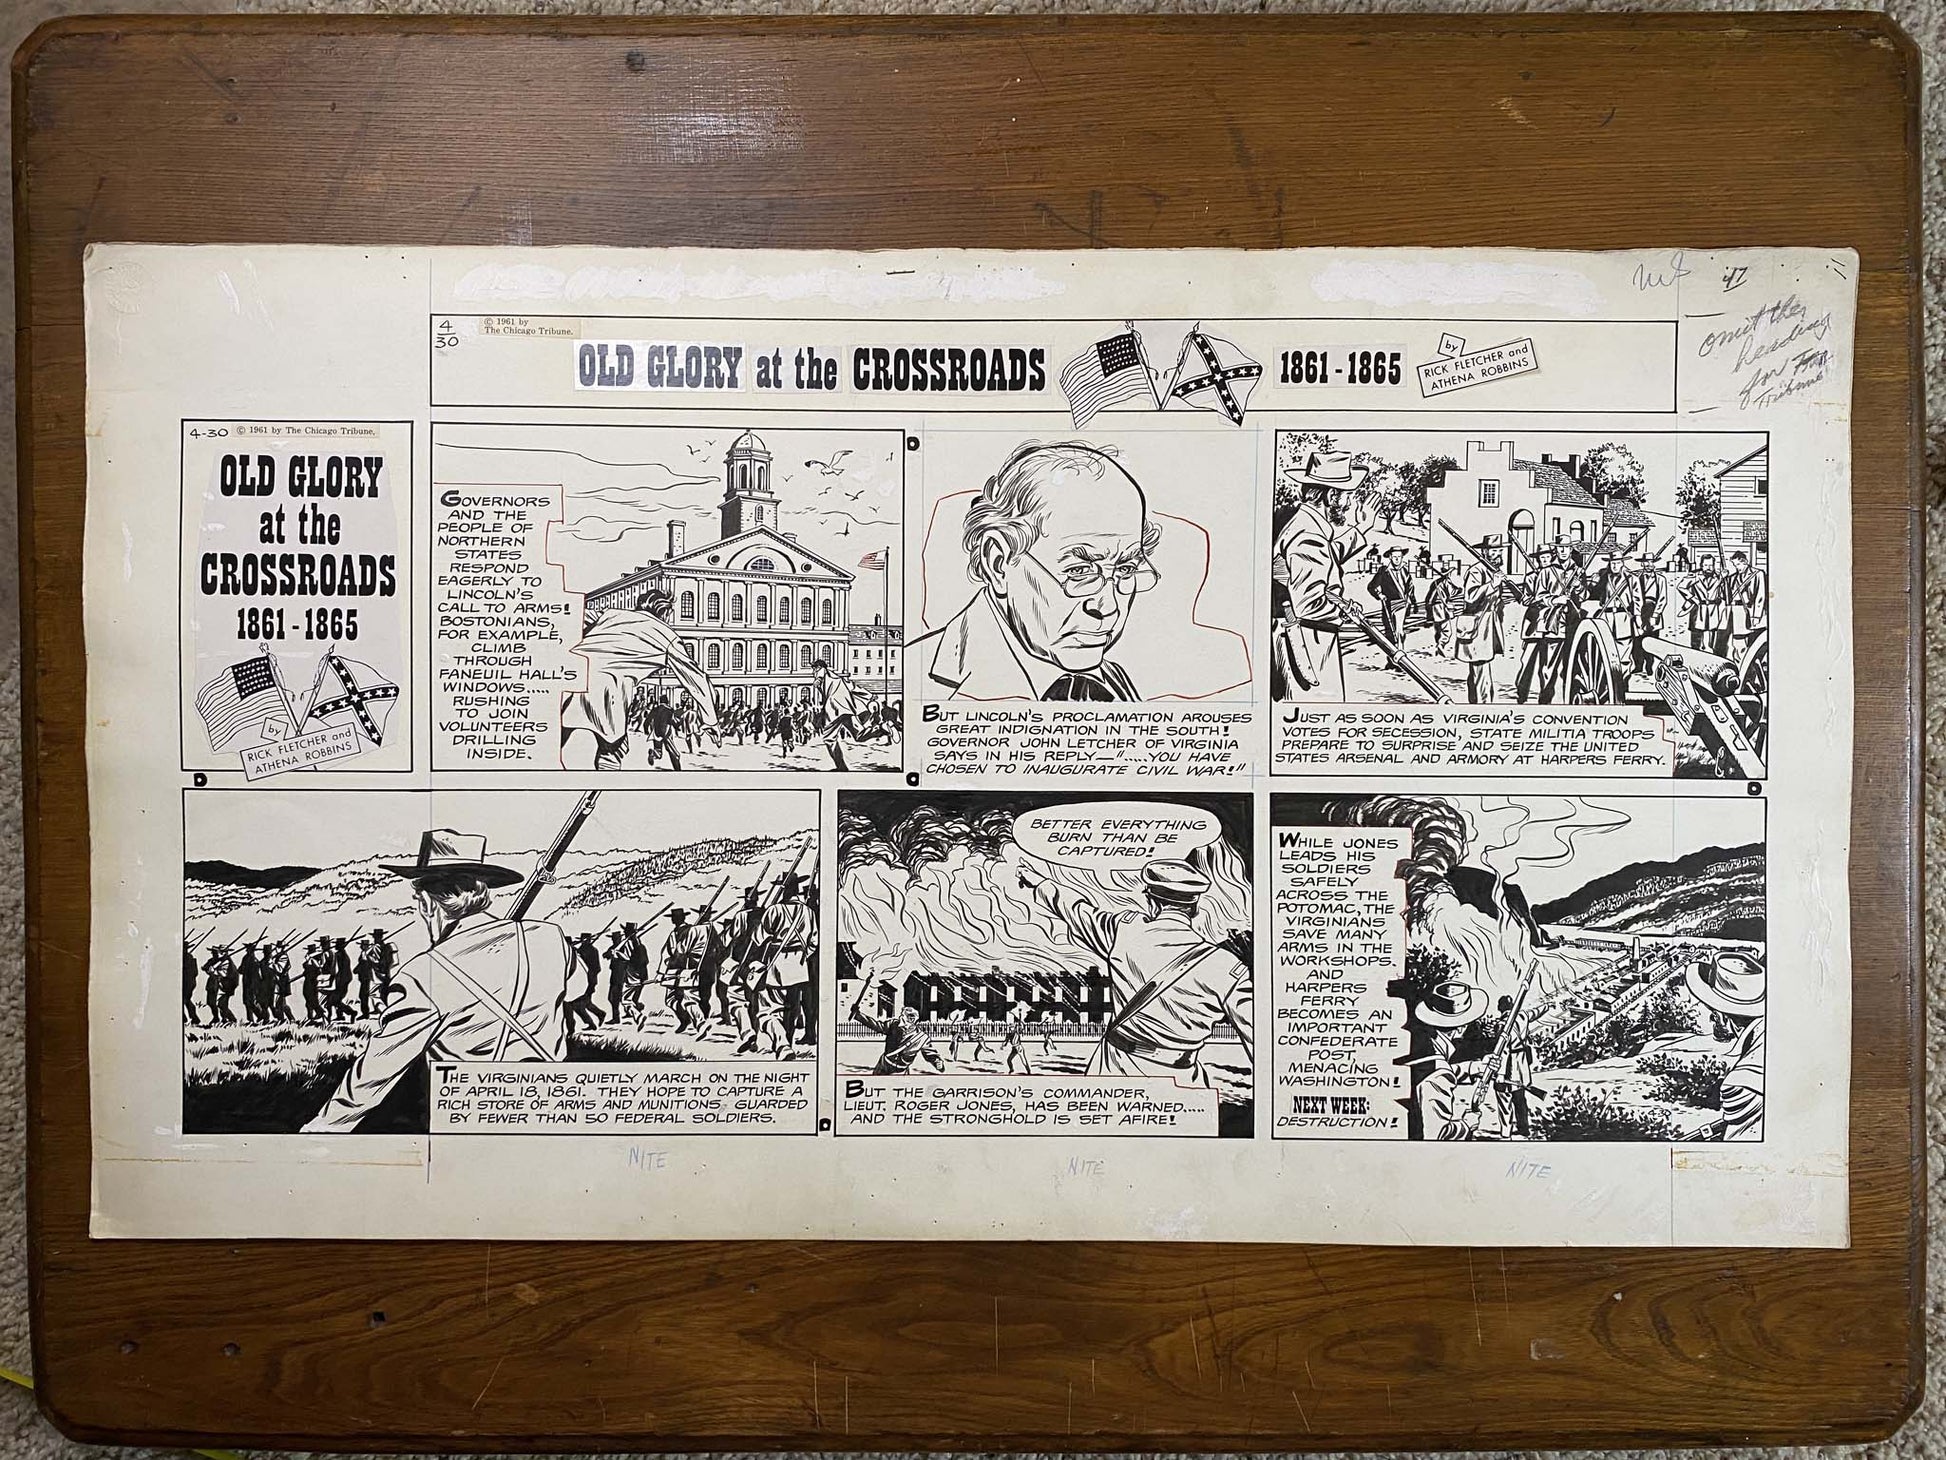 47
omit the
heading
for
Tribune
4
30
© 1961 by
The Chicago Tribune.
OLD GLORY at the CROSSROADS
1861-1865
by
RICK FLETCHER and
ATHENA ROBBINS
4-30 © 1961 by The Chicago Tribune.
OLD GLORY
at the
CROSSROADS
1861-1865
by
RICK FLETCHER and
ATHENA ROBBINS
GOVERNORS
AND THE
PEOPLE OF
NORTHERN
STATES
RESPOND
EAGERLY TO
LINCOLN'S
CALL TO ARMS!
BOSTONIANS,
FOR EXAMPLE,
CLIMB
THROUGH
FANEUIL HALL'S
WINDOWS.....
RUSHING
TO JOIN
VOLUNTEERS
DRILLING
INSIDE.
BUT LINCOLN'S PROCLAMATION AROUSES
GREAT INDIGNATION IN THE SOUTH!
GOVERNOR JOHN LETCHER OF VIRGINIA
SAYS IN HIS REPLY—".....YOU HAVE
CHOSEN TO INAUGURATE CIVIL WAR!"
JUST AS SOON AS VIRGINIA'S CONVENTION
VOTES FOR SECESSION, STATE MILITIA TROOPS
PREPARE TO SURPRISE AND SEIZE THE UNITED
STATES ARSENAL AND ARMORY AT HARPERS FERRY.
THE VIRGINIANS QUIETLY MARCH ON THE NIGHT
OF APRIL 18, 1861. THEY HOPE TO CAPTURE A
RICH STORE OF ARMS AND MUNITIONS GUARDED
BY FEWER THAN 50 FEDERAL SOLDIERS.
BETTER EVERYTHING
BURN THAN BE
CAPTURED!
BUT THE GARRISON'S COMMANDER,
LIEUT. ROGER JONES, HAS BEEN WARNED....
AND THE STRONGHOLD IS SET AFIRE!
WHILE JONES
LEADS HIS
SOLDIERS
SAFELY
ACROSS THE
POTOMAC, THE
VIRGINIANS
SAVE MANY
ARMS IN THE
WORKSHOPS.
AND
HARPERS
FERRY
BECOMES AN
IMPORTANT
CONFEDERATE
POST,
MENACING
WASHINGTON!
NEXT WEEK:
DESTRUCTION!
NITE
NITE
NITE